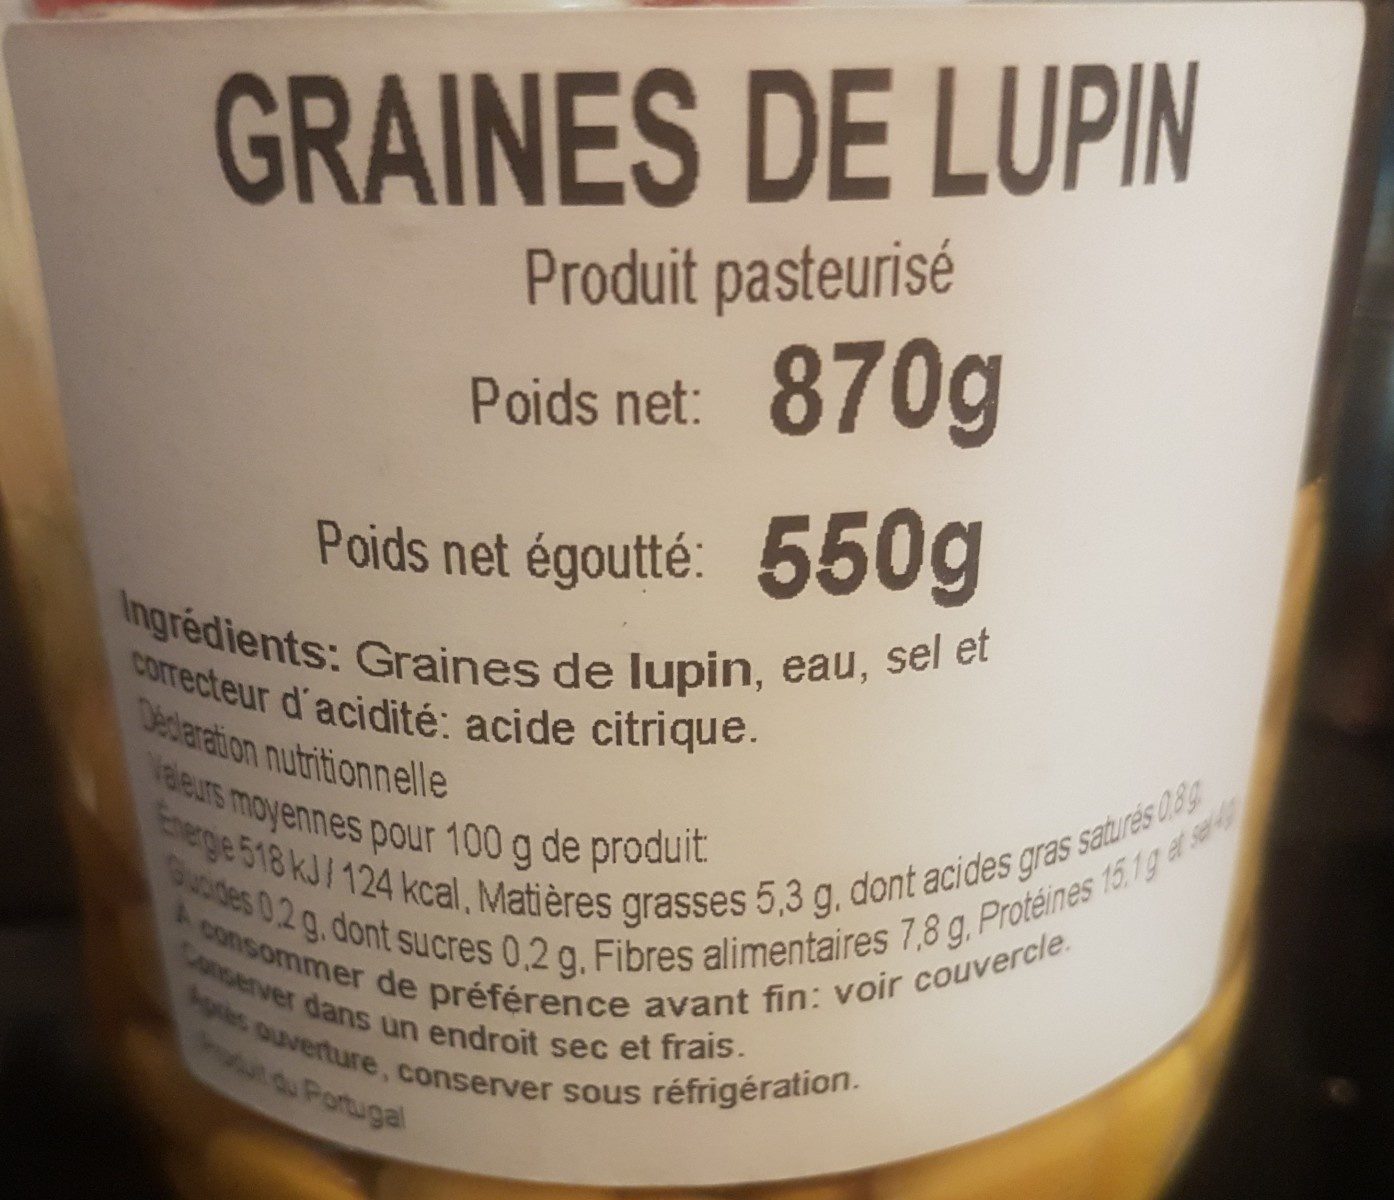 GRAINES DE LUPIN
Produit pasteurisé
Poids net: 870g
Poids net égoutté: 550g
Ingrédients: Graines de lupin, eau, sel et
correcteur d´acidité: acide citrique.
Déclaration nutritionnelle
Valeurs moyennes pour 100 g de produit:
Énergie 518 kJ / 124 kcal, Matières grasses 5,3 g, dont acides gras saturés 0,8 g,
Glucides 0,2 g, dont sucres 0,2 g, Fibres alimentaires 7,8 g, Protéines 15,1 g et sel 4g
A consommer de préférence avant fin: voir couvercle.
Conserver dans un endroit sec et frais.
Après ouverture, conserver sous réfrigération.
Produit du Portugal